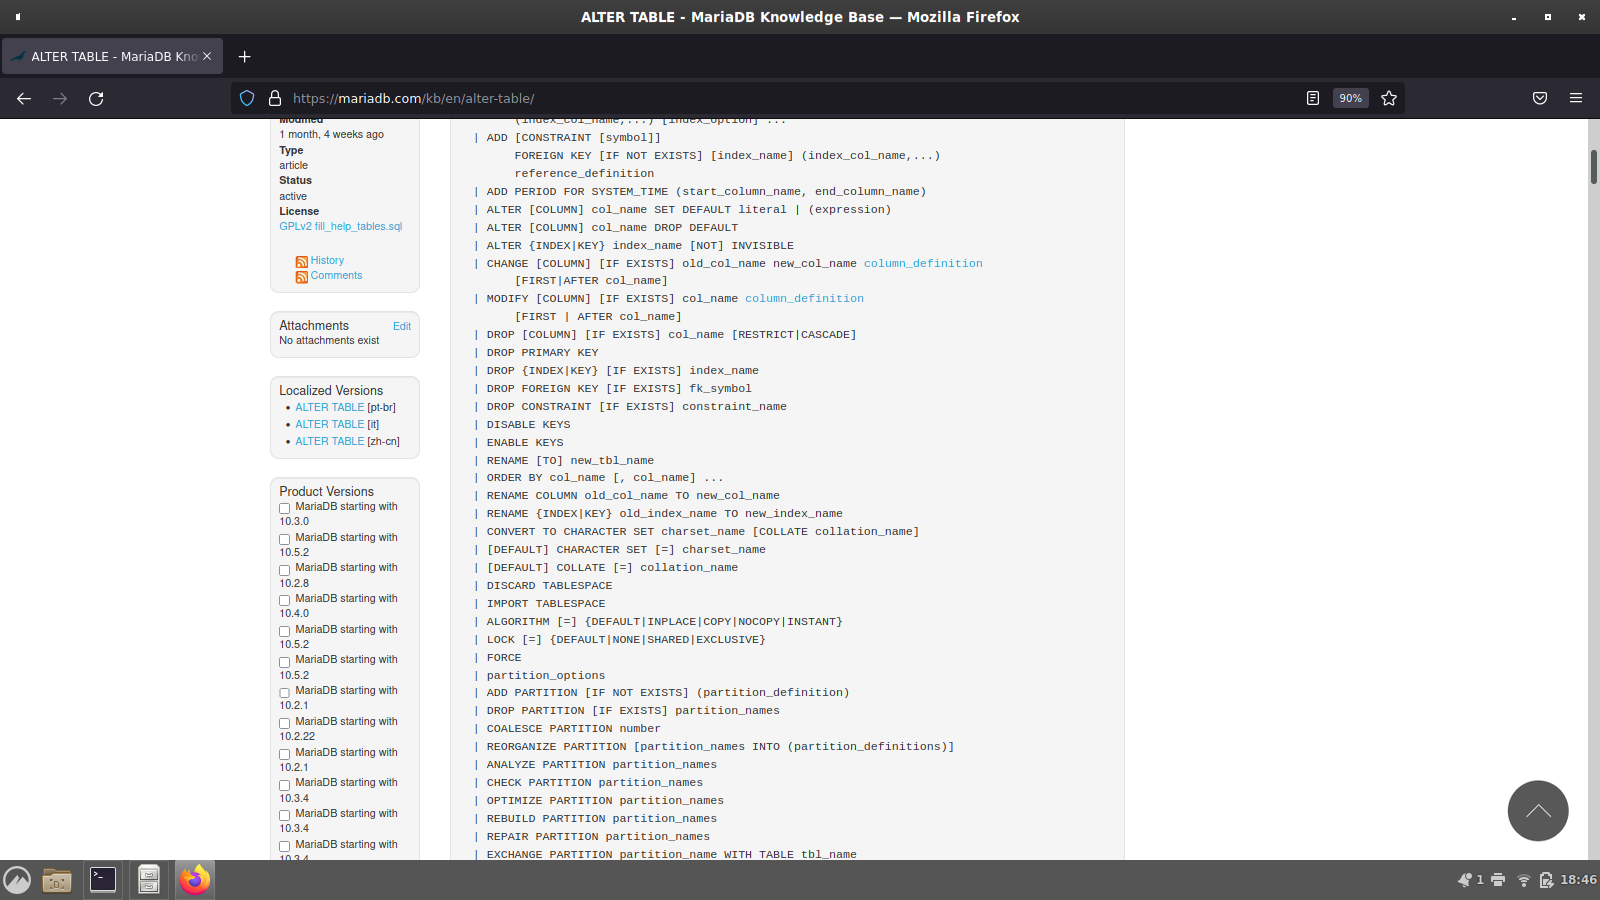 ALTER TABLE - MariaDB Knowledge Base — Mozilla Firefox
ALTER TABLE - MariaDB Kno
https://mariadb.com/kb/en/alter-table/
90%
Modified
1 month, 4 weeks ago
Type
article
Status
active
License
GPLv2 fill_help_tables.sql
History
Comments
Attachments Edit
No attachments exist
Localized Versions
• ALTER TABLE [pt-br]
• ALTER TABLE [it]
• ALTER TABLE [zh-cn]
Product Versions
MariaDB starting with
10.3.0
MariaDB starting with
10.5.2
MariaDB starting with
10.2.8
MariaDB starting with
10.4.0
MariaDB starting with
10.5.2
MariaDB starting with
10.5.2
MariaDB starting with
10.2.1
MariaDB starting with
10.2.22
MariaDB starting with
10.2.1
MariaDB starting with
10.3.4
MariaDB starting with
10.3.4
MariaDB starting with
10.3.4
(index_col_name,...) [index_option] ...
| ADD [CONSTRAINT [symbol]]
FOREIGN KEY [IF NOT EXISTS] [index_name] (index_col_name,...)
reference_definition
| ADD PERIOD FOR SYSTEM_TIME (start_column_name, end_column_name)
| ALTER [COLUMN] col_name SET DEFAULT literal | (expression)
| ALTER [COLUMN] col_name DROP DEFAULT
| ALTER {INDEX|KEY} index_name [NOT] INVISIBLE
| CHANGE [COLUMN] [IF EXISTS] old_col_name new_col_name column_definition
[FIRST|AFTER col_name]
| MODIFY [COLUMN] [IF EXISTS] col_name column_definition
[FIRST | AFTER col_name]
| DROP [COLUMN] [IF EXISTS] col_name [RESTRICT|CASCADE]
| DROP PRIMARY KEY
| DROP {INDEX|KEY} [IF EXISTS] index_name
| DROP FOREIGN KEY [IF EXISTS] fk_symbol
| DROP CONSTRAINT [IF EXISTS] constraint_name
| DISABLE KEYS
| ENABLE KEYS
| RENAME [TO] new_tbl_name
| ORDER BY col_name [, col_name] ...
| RENAME COLUMN old_col_name TO new_col_name
| RENAME {INDEX|KEY} old_index_name TO new_index_name
| CONVERT TO CHARACTER SET charset_name [COLLATE collation_name]
| [DEFAULT] CHARACTER SET [=] charset_name
| [DEFAULT] COLLATE [=] collation_name
| DISCARD TABLESPACE
| IMPORT TABLESPACE
| ALGORITHM [=] {DEFAULT|INPLACE|COPY|NOCOPY|INSTANT}
| LOCK [=] {DEFAULT|NONE|SHARED|EXCLUSIVE}
| FORCE
| partition_options
| ADD PARTITION [IF NOT EXISTS] (partition_definition)
| DROP PARTITION [IF EXISTS] partition_names
| COALESCE PARTITION number
| REORGANIZE PARTITION [partition_names INTO (partition_definitions)]
| ANALYZE PARTITION partition_names
| CHECK PARTITION partition_names
| OPTIMIZE PARTITION partition_names
| REBUILD PARTITION partition_names
| REPAIR PARTITION partition_names
| EXCHANGE PARTITION partition_name WITH TABLE tbl_name
1
18:46